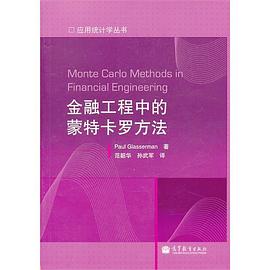 □ 应用统计学丛书
Monte Carlo Methods in
Financial Engineering
金融工程中的
蒙特卡罗方法
Paul Glasserman 著
范韶华 孙武军 译
高等教育出版社